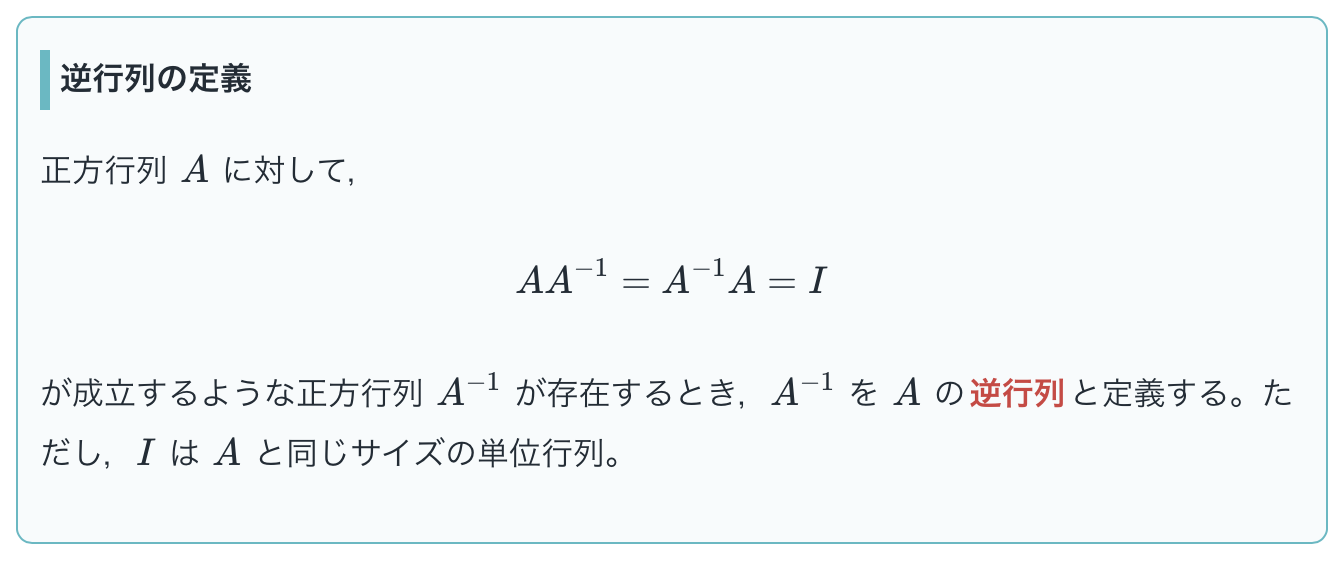 逆行列の定義
正方行列 A に対して,
AA⁻¹ = A⁻¹A = I
が成立するような正方行列 A⁻¹ が存在するとき, A⁻¹ を A の逆行列と定義する。た
だし, I は A と同じサイズの単位行列。